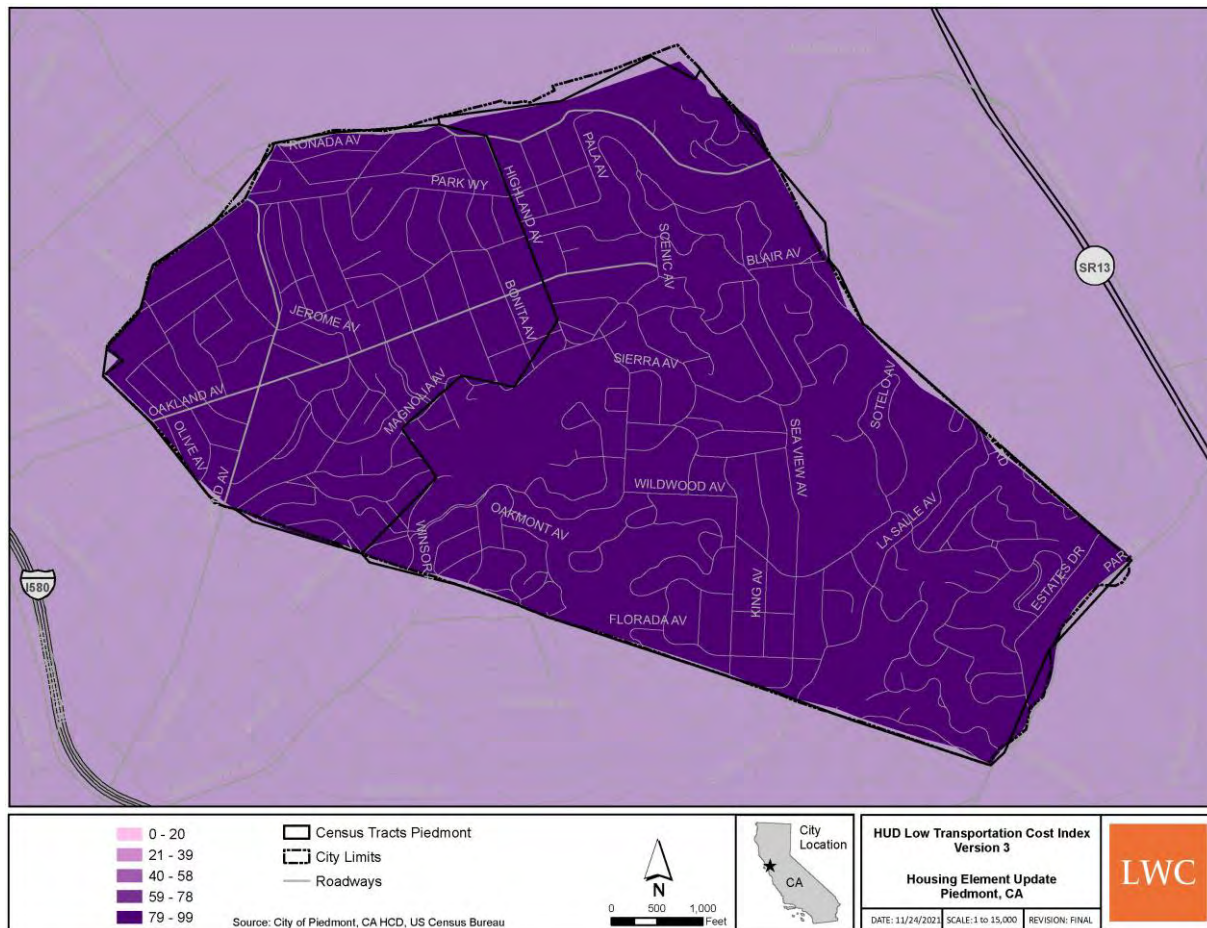 RONADA AV
PARK WY
HIGHLAND AV
PALA AV
SCENIC AV
BLAIR AV
SR13
BONITA AV
JEROME AV
SIERRA AV
OAKLAND AV
MAGNOLIA AV
OLIVE AV
SOTELO AV
SEA VIEW AV
WILDWOOD AV
OAKMONT AV
LA SALLE AV
ESTATES DR
KING AV
FLORADA AV
I580
0 - 20
21 - 39
40 - 58
59 - 78
79 - 99
Census Tracts Piedmont
City Limits
Roadways
Source: City of Piedmont, CA HCD, US Census Bureau
N
0 500 1,000
Feet
City
Location
CA
HUD Low Transportation Cost Index
Version 3
Housing Element Update
Piedmont, CA
DATE: 11/24/2021 SCALE:1 to 15,000 REVISION: FINAL
LWC